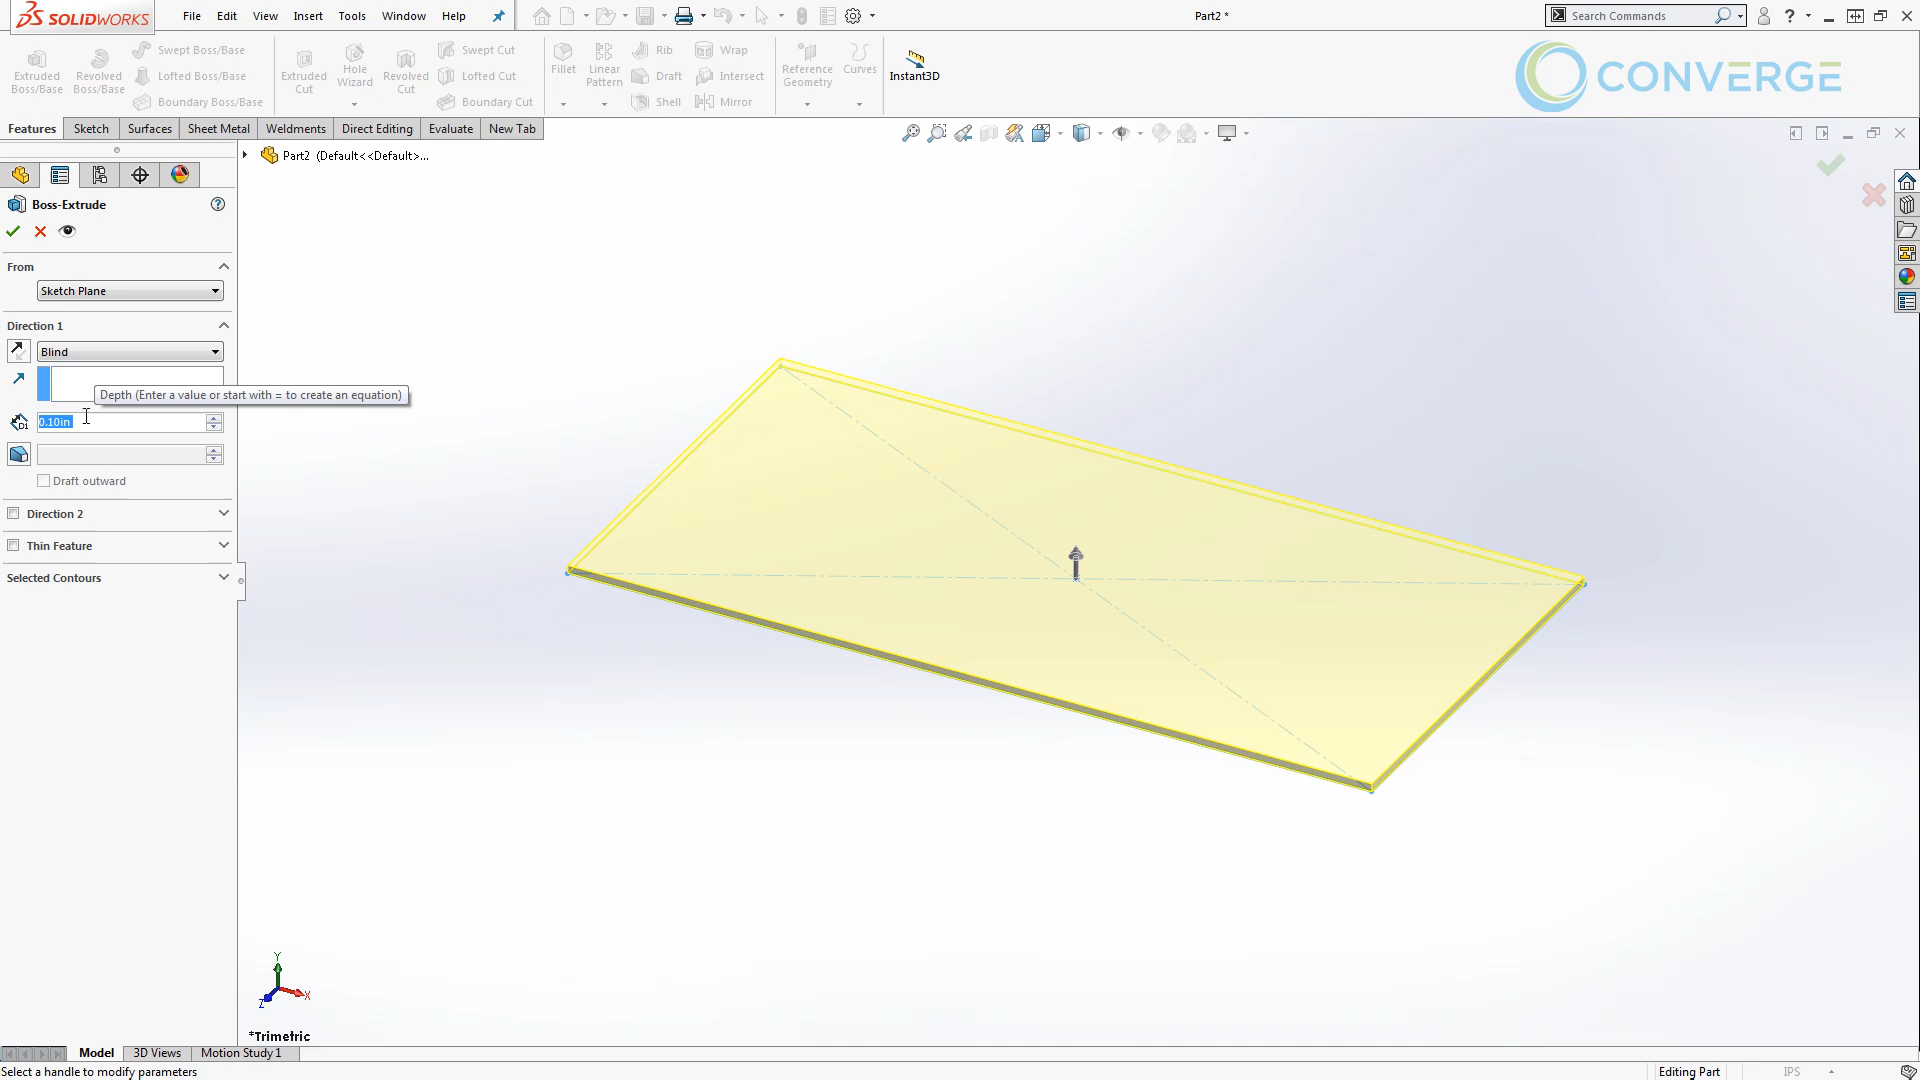 SOLIDWORKS File Edit View Insert Tools Window Help Part2 * Search Commands ?
Extruded Boss/Base Revolved Boss/Base Swept Boss/Base Lofted Boss/Base Boundary Boss/Base
Extruded Cut Hole Wizard Revolved Cut Swept Cut Lofted Cut Boundary Cut
Fillet Linear Pattern Rib Draft Shell Wrap Intersect Mirror
Reference Geometry Curves Instant3D
CONVERGE
Features Sketch Surfaces Sheet Metal Weldments Direct Editing Evaluate New Tab
Part2 (Default<<Default>...
Boss-Extrude ?
From
Sketch Plane
Direction 1
Blind
Depth (Enter a value or start with = to create an equation)
D1 0.10in
Draft outward
Direction 2
Thin Feature
Selected Contours
Y
X
Z
*Trimetric
Model 3D Views Motion Study 1
Select a handle to modify parameters Editing Part IPS